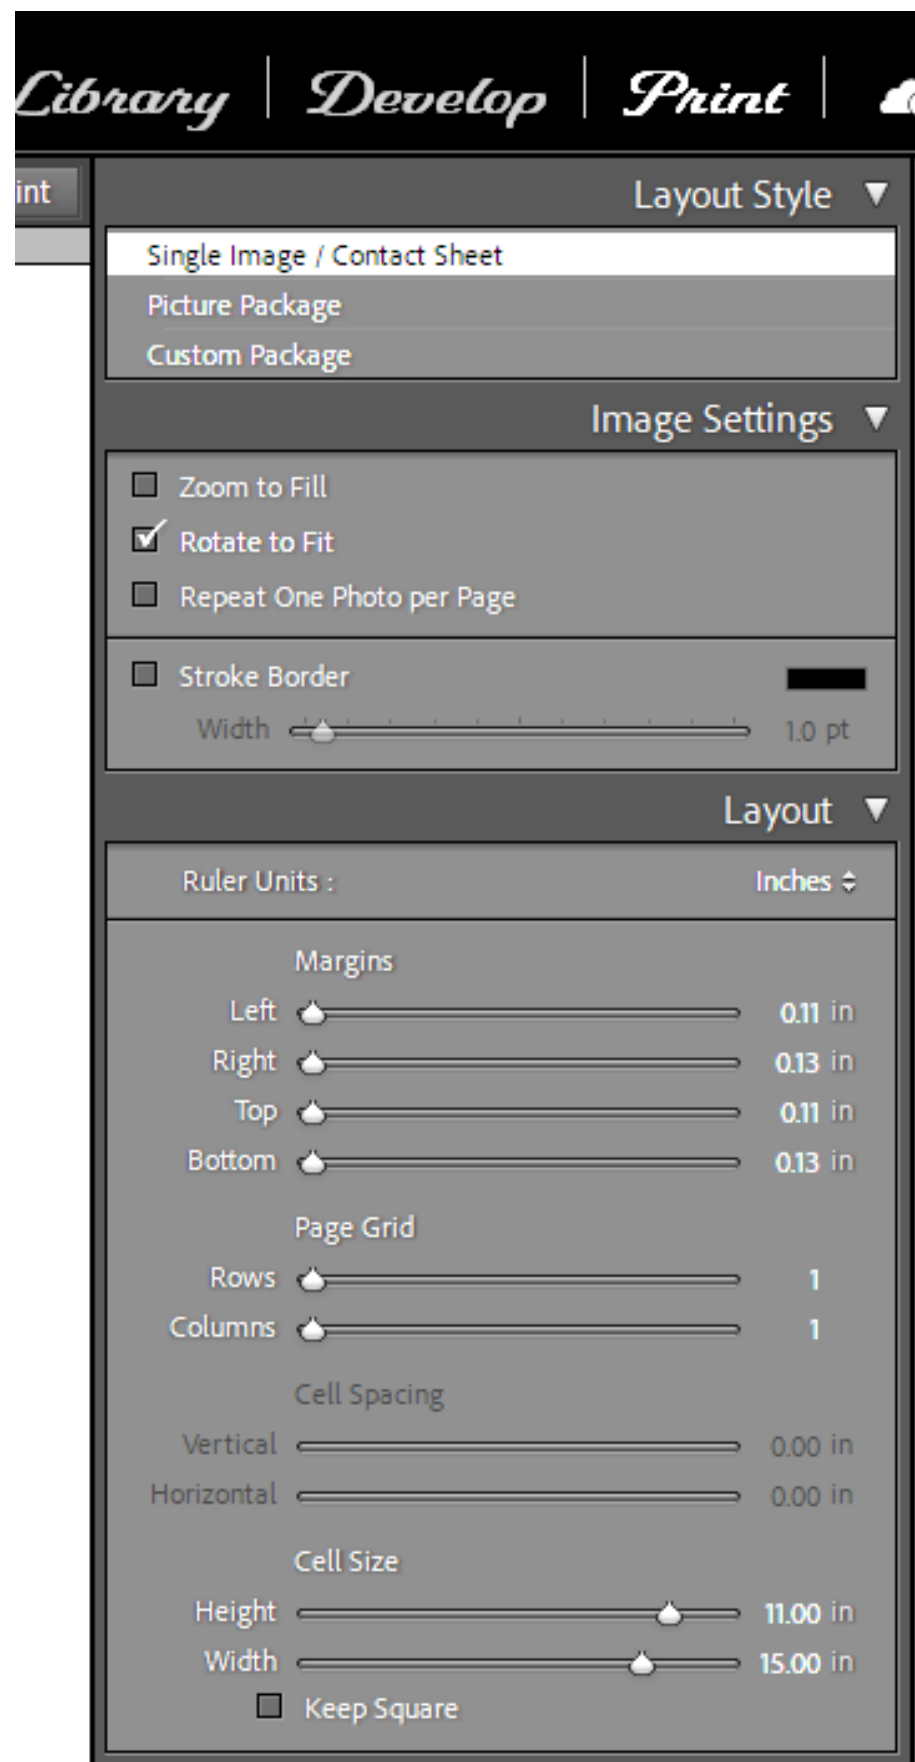 Library | Develop | Print |
int
Layout Style
Single Image / Contact Sheet
Picture Package
Custom Package
Image Settings
Zoom to Fill
Rotate to Fit
Repeat One Photo per Page
Stroke Border
Width 1.0 pt
Layout
Ruler Units : Inches
Margins
Left 0.11 in
Right 0.13 in
Top 0.11 in
Bottom 0.13 in
Page Grid
Rows 1
Columns 1
Cell Spacing
Vertical 0.00 in
Horizontal 0.00 in
Cell Size
Height 11.00 in
Width 15.00 in
Keep Square